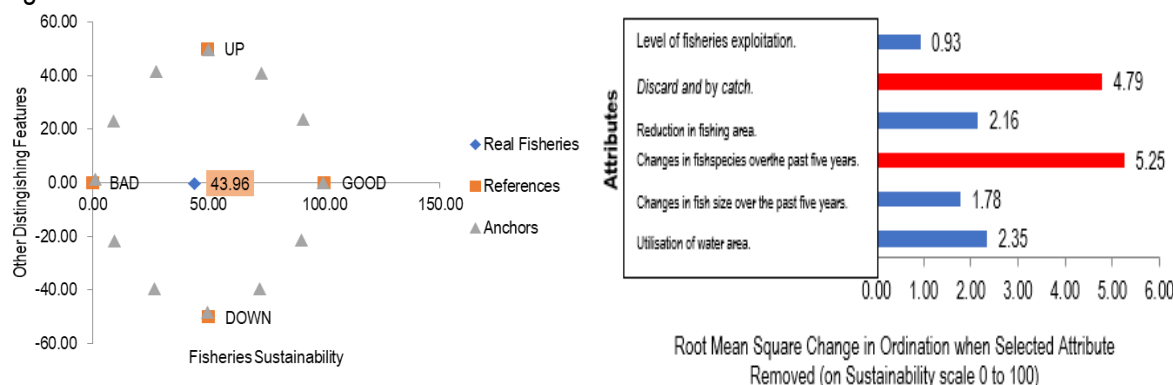 60.00
UP
40.00
20.00
0.00
BAD
43.96
GOOD
0.00
50.00
100.00
150.00
-20.00
-40.00
DOWN
-60.00
Other Distingishing Features
Fisheries Sustainability
Real Fisheries
References
Anchors
Attributes
Level of fisheries exploitation.
0.93
Discard and by catch.
4.79
Reduction in fishing area.
2.16
Changes in fishspecies overthe past five years.
5.25
Changes in fish size over the past five years.
1.78
Utilisation of water area.
2.35
0.00 1.00 2.00 3.00 4.00 5.00 6.00
Root Mean Square Change in Ordination when Selected Attribute
Removed (on Sustainability scale 0 to 100)